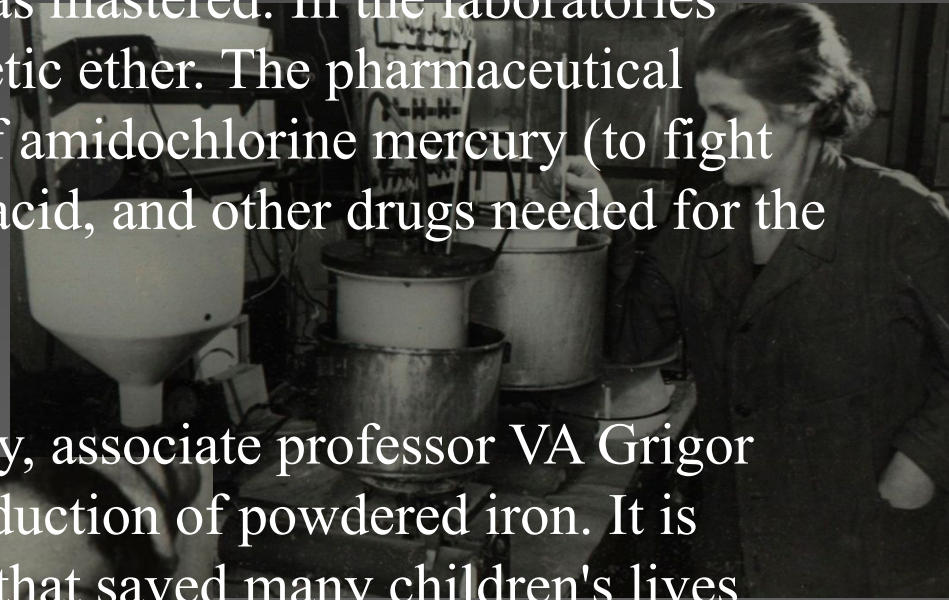 as mastered. In the laboratories
etic ether. The pharmaceutical
f amidochlorine mercury (to fight
acid, and other drugs needed for the
y, associate professor VA Grigor
duction of powdered iron. It is
that saved many children's lives